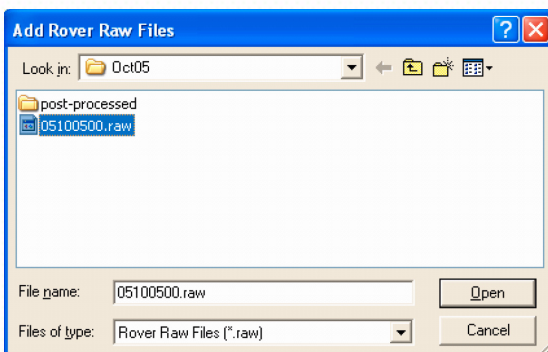 Add Rover Raw Files
Look in: Oct05
post-processed
05100500.raw
File name: 05100500.raw Open
Files of type: Rover Raw Files (*.raw) Cancel